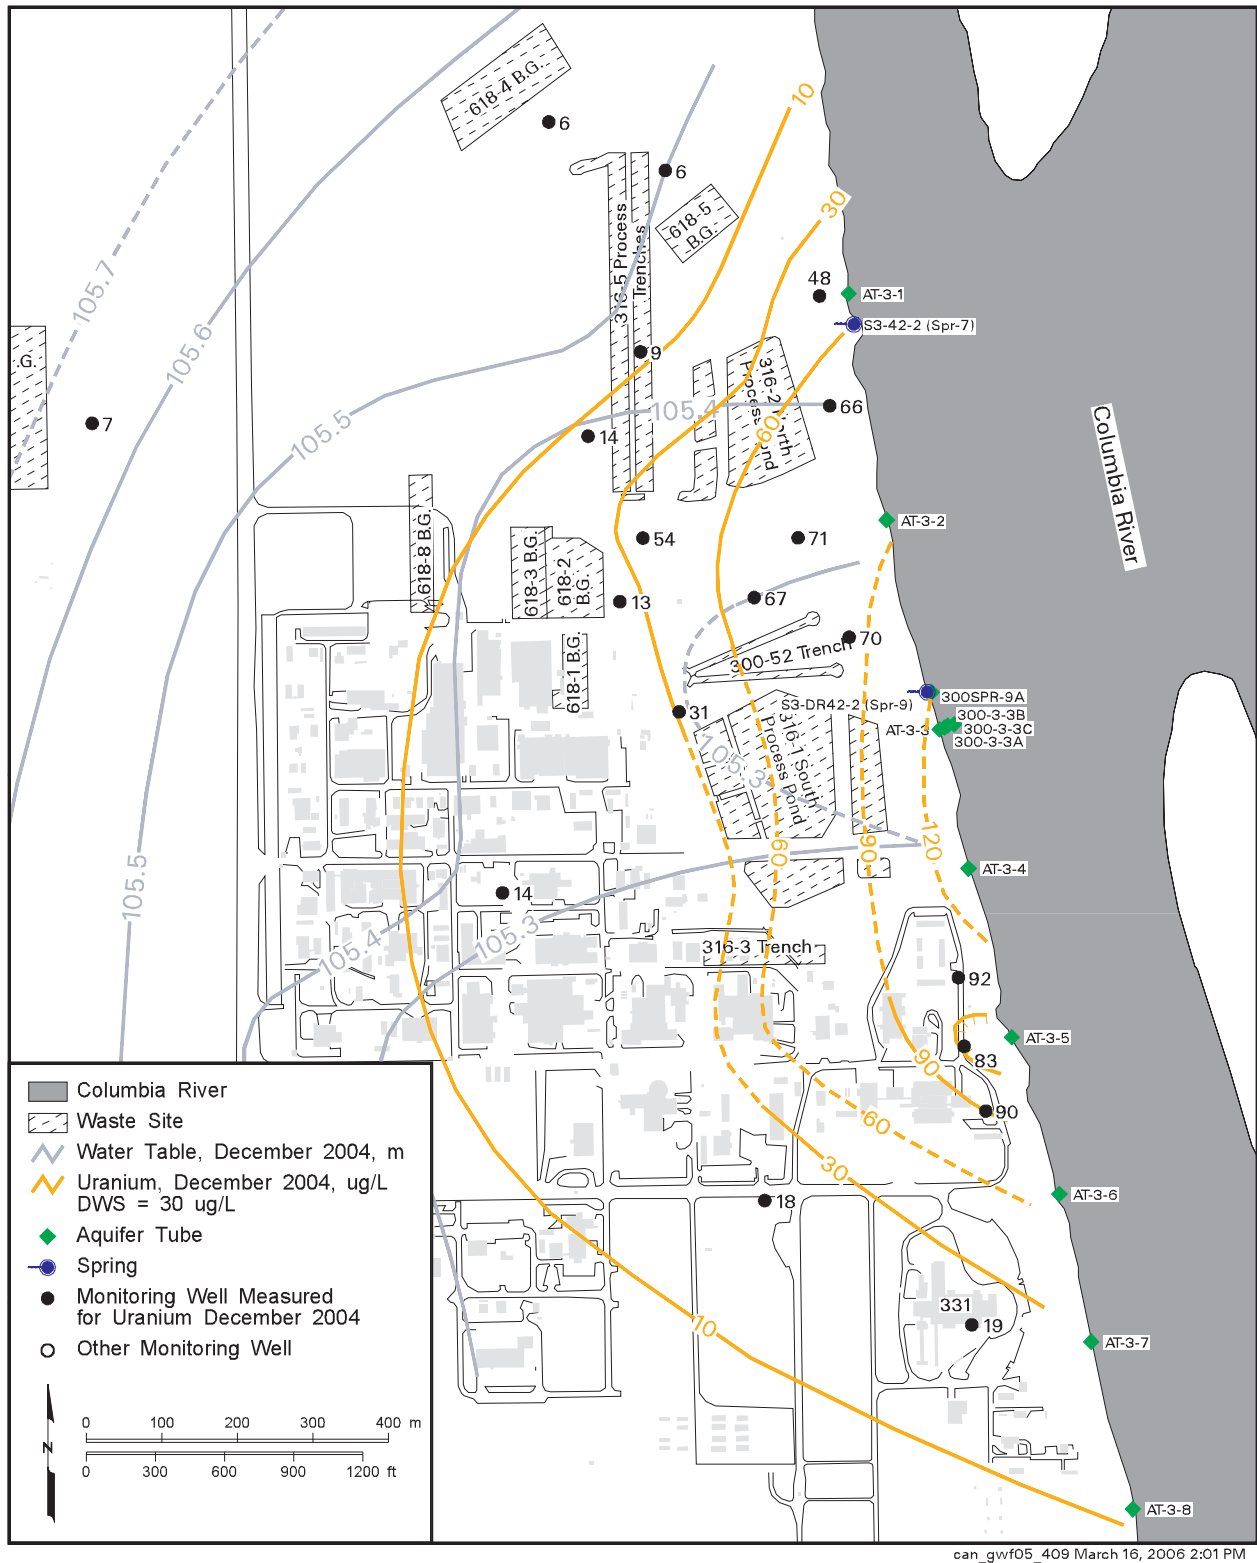 618-4 B.G.
6
10
6
105.7
618-5
B.G.
30
316-5 Process
Trenches
48
AT-3-1
S3-42-2 (Spr-7)
105.6
9
.G.
7
316-2 North
Process Pond
66
105.4
60
105.5
14
Columbia River
AT-3-2
54
71
618-8 B.G.
618-3 B.G.
618-2
B.G.
13
67
70
300-52 Trench
618-1 B.G.
300SPR-9A
S3-DR42-2 (Spr-9)
31
300-3-3B
AT-3-3
300-3-3C
300-3-3A
316-1 South
Process Pond
105.3
105.5
60
90
120
AT-3-4
14
105.3
105.4
316-3 Trench
92
AT-3-5
83
90
90
60
30
AT-3-6
18
331
19
10
AT-3-7
AT-3-8
Columbia River
Waste Site
Water Table, December 2004, m
Uranium, December 2004, ug/L
DWS = 30 ug/L
Aquifer Tube
Spring
Monitoring Well Measured
for Uranium December 2004
Other Monitoring Well
N
0 100 200 300 400 m
0 300 600 900 1200 ft
can_gwf05_409 March 16, 2006 2:01 PM